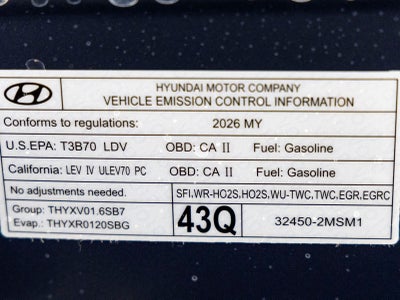 HYUNDAI MOTOR COMPANY
VEHICLE EMISSION CONTROL INFORMATION
Conforms to regulations: 2026 MY
U.S.EPA: T3B70 LDV OBD: CA II Fuel: Gasoline
California: LEV IV ULEV70 PC OBD: CA II Fuel: Gasoline
No adjustments needed. SFI,WR-HO2S,HO2S,WU-TWC,TWC,EGR,EGRC
Group: THYXV01.6SB7
Evap.: THYXR0120SBG
43Q
32450-2MSM1